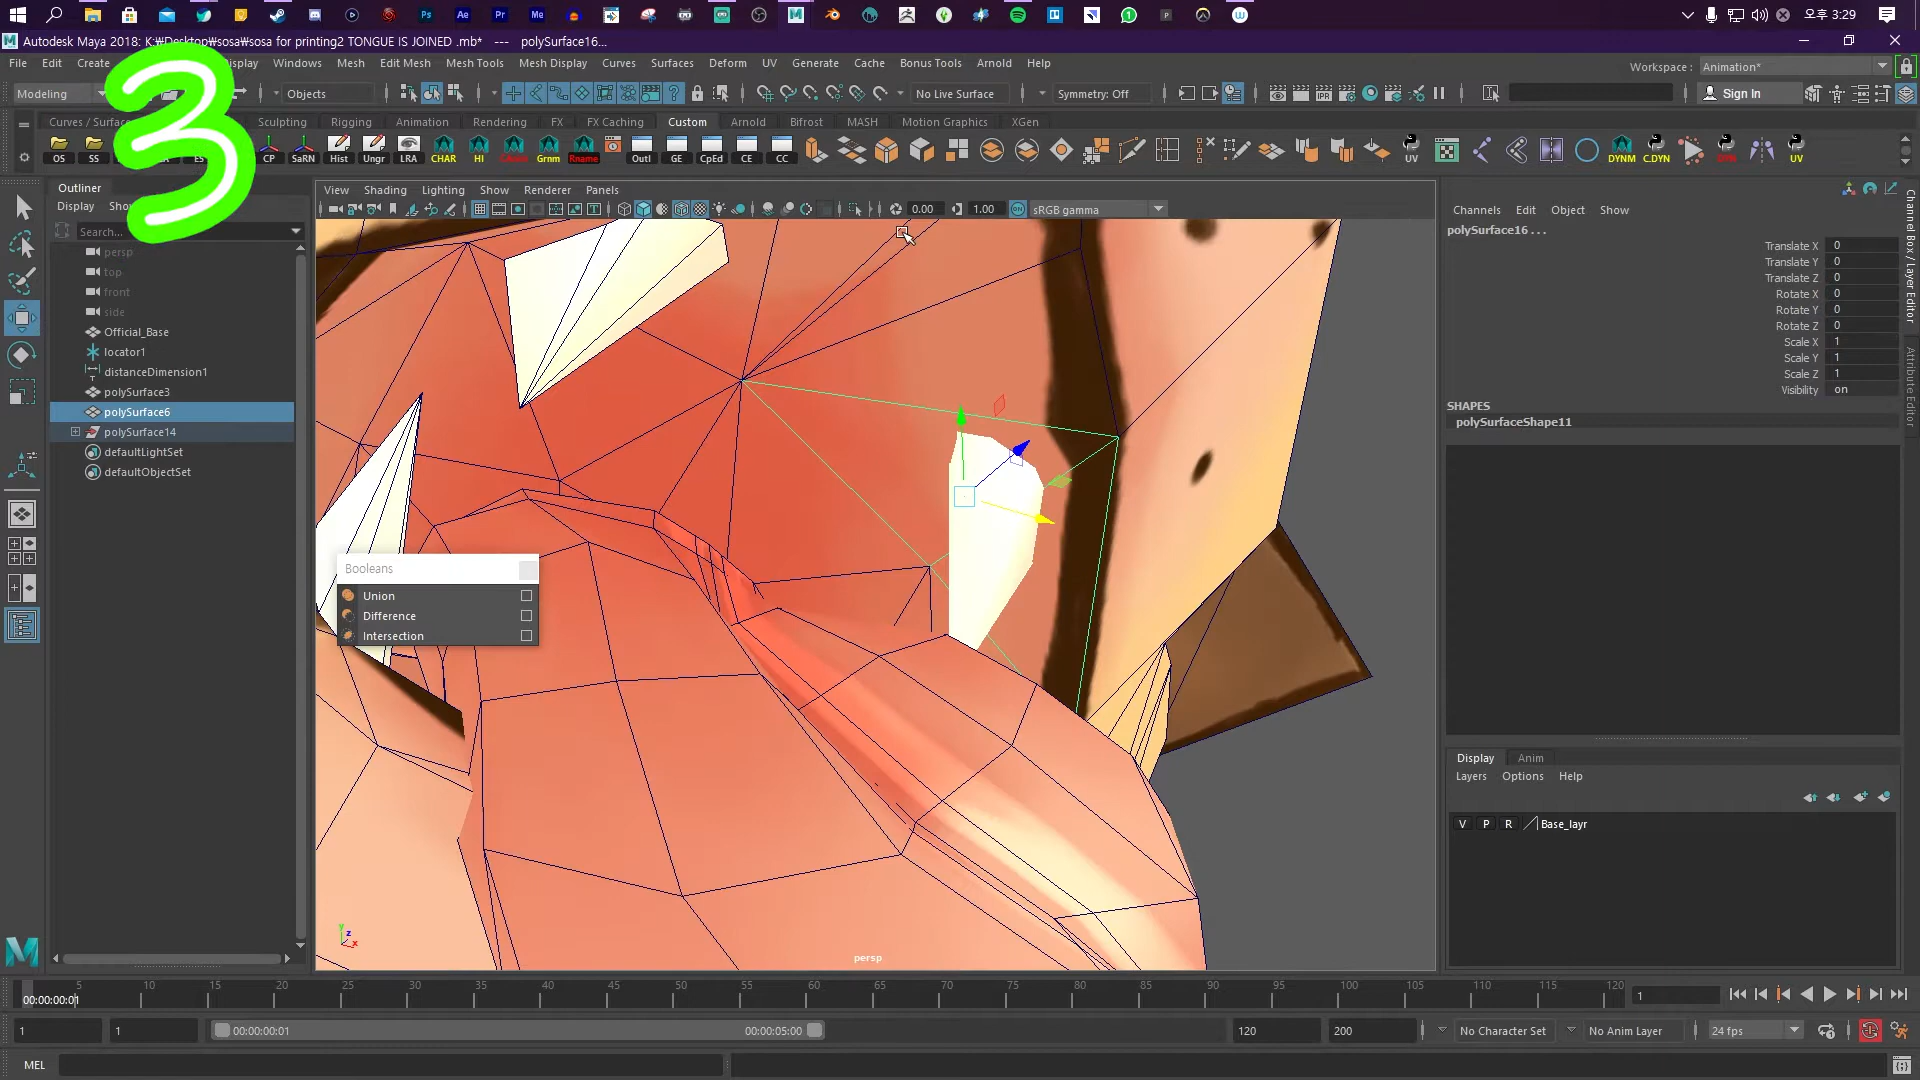 오후 3:29
Autodesk Maya 2018: K:₩Desktop₩sosa₩sosa for printing2 TONGUE IS JOINED .mb*   ---   polySurface16...
3
File Edit Create Display Windows Mesh Edit Mesh Mesh Tools Mesh Display Curves Surfaces Deform UV Generate Cache Bonus Tools Arnold Help
Workspace : Animation*
Modeling Objects No Live Surface Symmetry: Off Sign In
Curves / Surfaces Sculpting Rigging Animation Rendering FX FX Caching Custom Arnold Bifrost MASH Motion Graphics XGen
OS SS ES CP SaRN Hist Ungr LRA CHAR HI Grnm Rname Outl GE CpEd CE CC UV DYNM C.DYN UV
Outliner
Display Show
Search...
persp
top
front
side
Official_Base
locator1
distanceDimension1
polySurface3
polySurface6
polySurface14
defaultLightSet
defaultObjectSet
View Shading Lighting Show Renderer Panels
0.00 1.00 sRGB gamma
Booleans
Union
Difference
Intersection
persp
Channels Edit Object Show
polySurface16 . . .
Translate X 0
Translate Y 0
Translate Z 0
Rotate X 0
Rotate Y 0
Rotate Z 0
Scale X 1
Scale Y 1
Scale Z 1
Visibility on
SHAPES
polySurfaceShape11
Channel Box / Layer Editor
Attribute Editor
Display Anim
Layers Options Help
V P R Base_layr
5 10 15 20 25 30 35 40 45 50 55 60 65 70 75 80 85 90 95 100 105 110 115 120
00:00:00:01
1
1 1 00:00:00:01 00:00:05:00 120 200 No Character Set No Anim Layer 24 fps
MEL